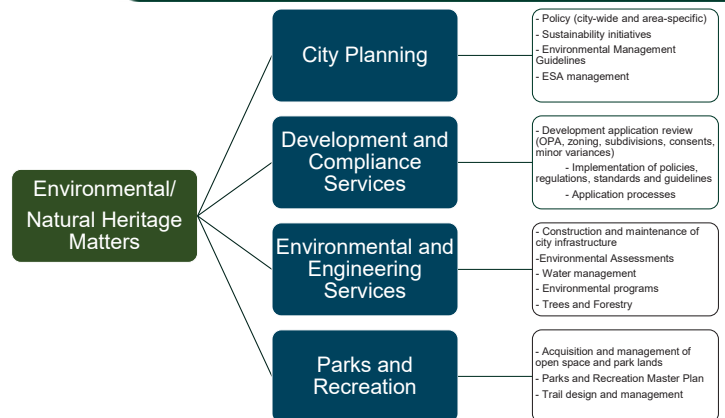 Environmental/
Natural Heritage
Matters
City Planning
- Policy (city-wide and area-specific)
- Sustainability initiatives
- Environmental Management
Guidelines
- ESA management
Development and
Compliance
Services
- Development application review
(OPA, zoning, subdivisions, consents,
minor variances)
- Implementation of policies,
regulations, standards and guidelines
- Application processes
Environmental and
Engineering
Services
- Construction and maintenance of
city infrastructure
-Environmental Assessments
- Water management
- Environmental programs
- Trees and Forestry
Parks and
Recreation
- Acquisition and management of
open space and park lands
- Parks and Recreation Master Plan
- Trail design and management